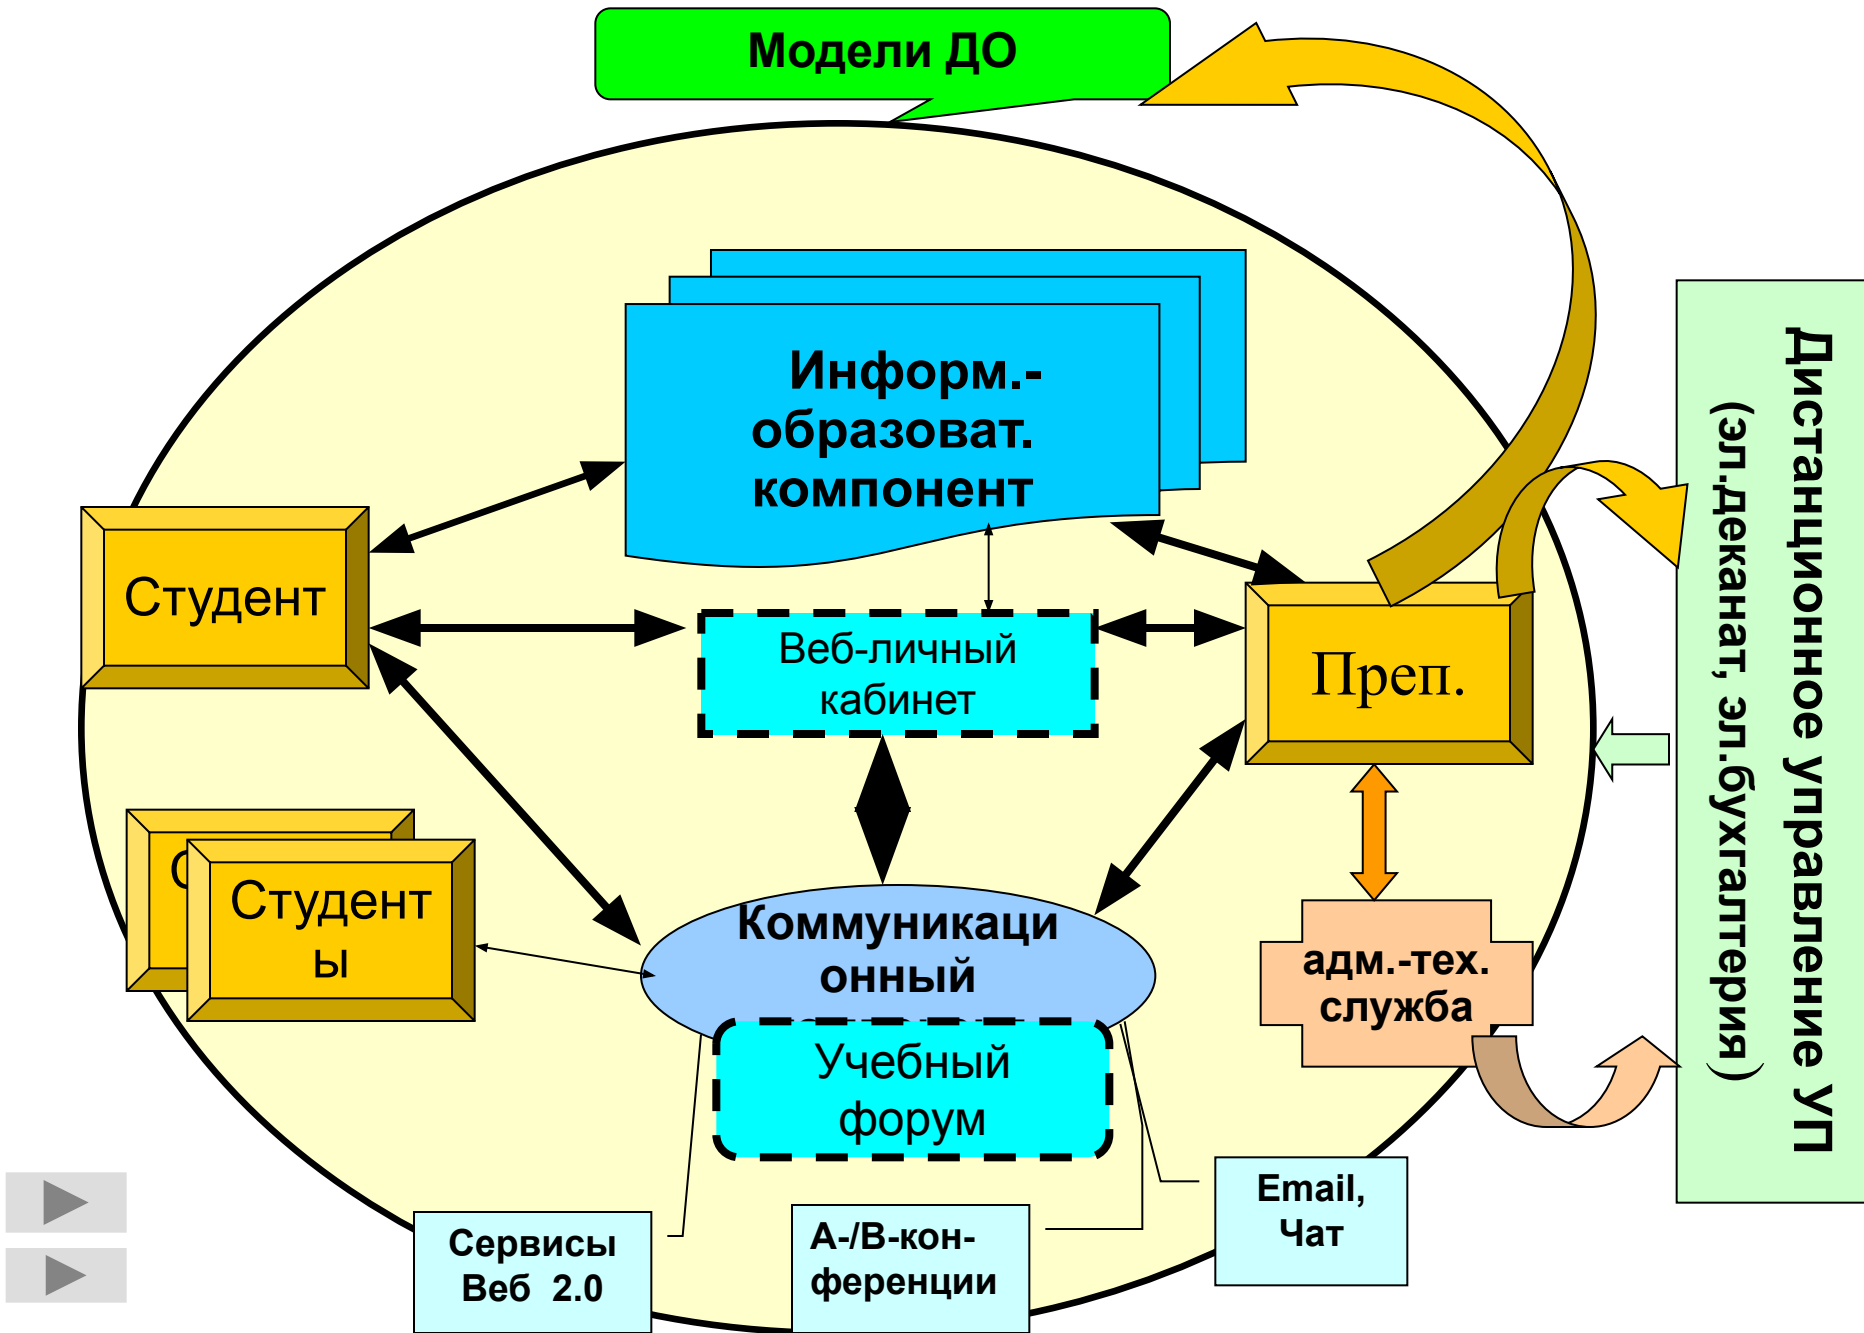 Модели ДО
Информ.-
образоват.
компонент
Студент
Веб-личный
кабинет
Преп.
Студент
ы
Коммуникаци
онный
Учебный
форум
адм.-тех.
служба
Дистанционное управление УП
(эл.деканат, эл.бухгалтерия)
Email,
Чат
Сервисы
Веб 2.0
А-/В-кон-
ференции